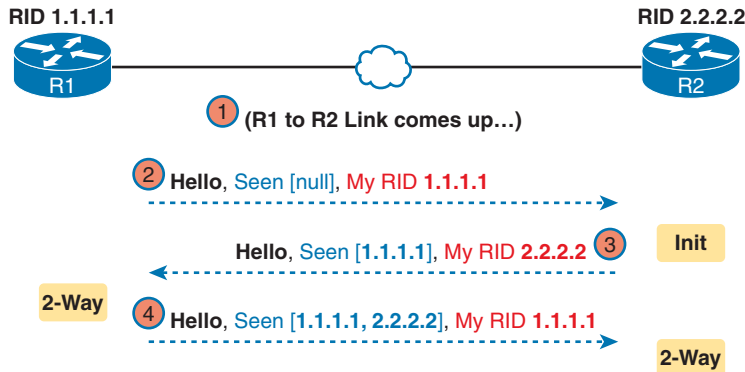 RID 1.1.1.1
RID 2.2.2.2
R1
R2
1 (R1 to R2 Link comes up...)
2 Hello, Seen [null], My RID 1.1.1.1
Hello, Seen [1.1.1.1], My RID 2.2.2.2 3
Init
2-Way
4 Hello, Seen [1.1.1.1, 2.2.2.2], My RID 1.1.1.1
2-Way